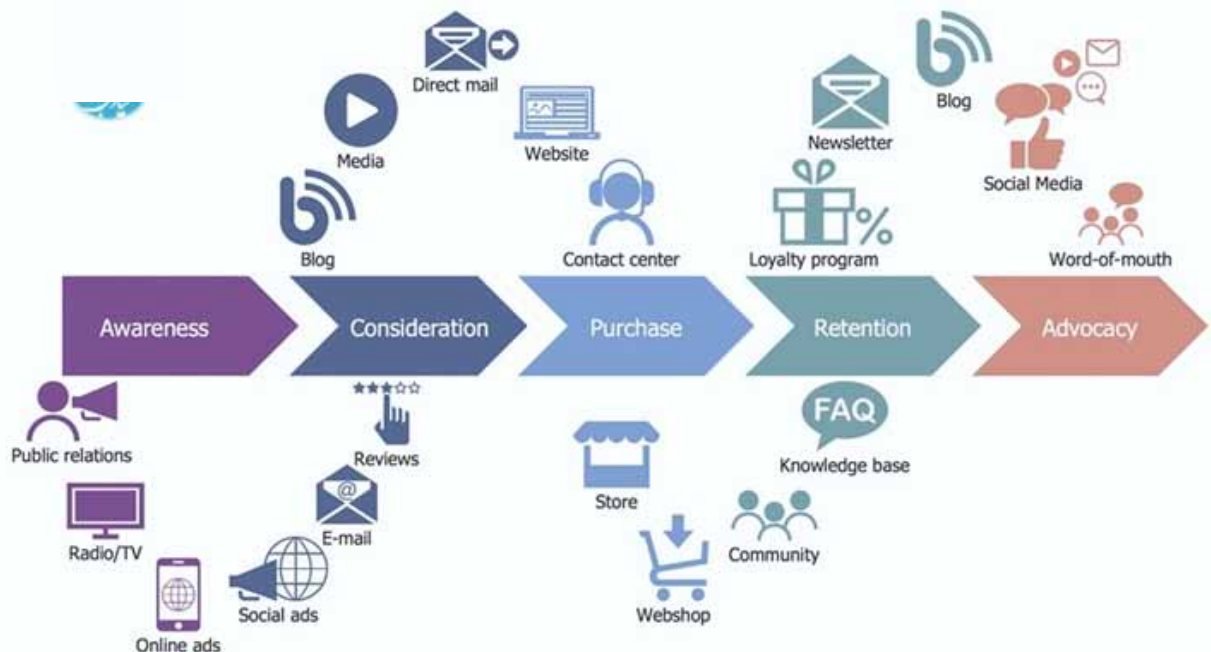 Direct mail
Media
Website
Blog
Contact center
Newsletter
Blog
Social Media
Loyalty program
%
Word-of-mouth
Awareness
Consideration
Purchase
Retention
Advocacy
Public relations
Radio/TV
Online ads
Social ads
@
E-mail
Reviews
Store
Webshop
Community
FAQ
Knowledge base